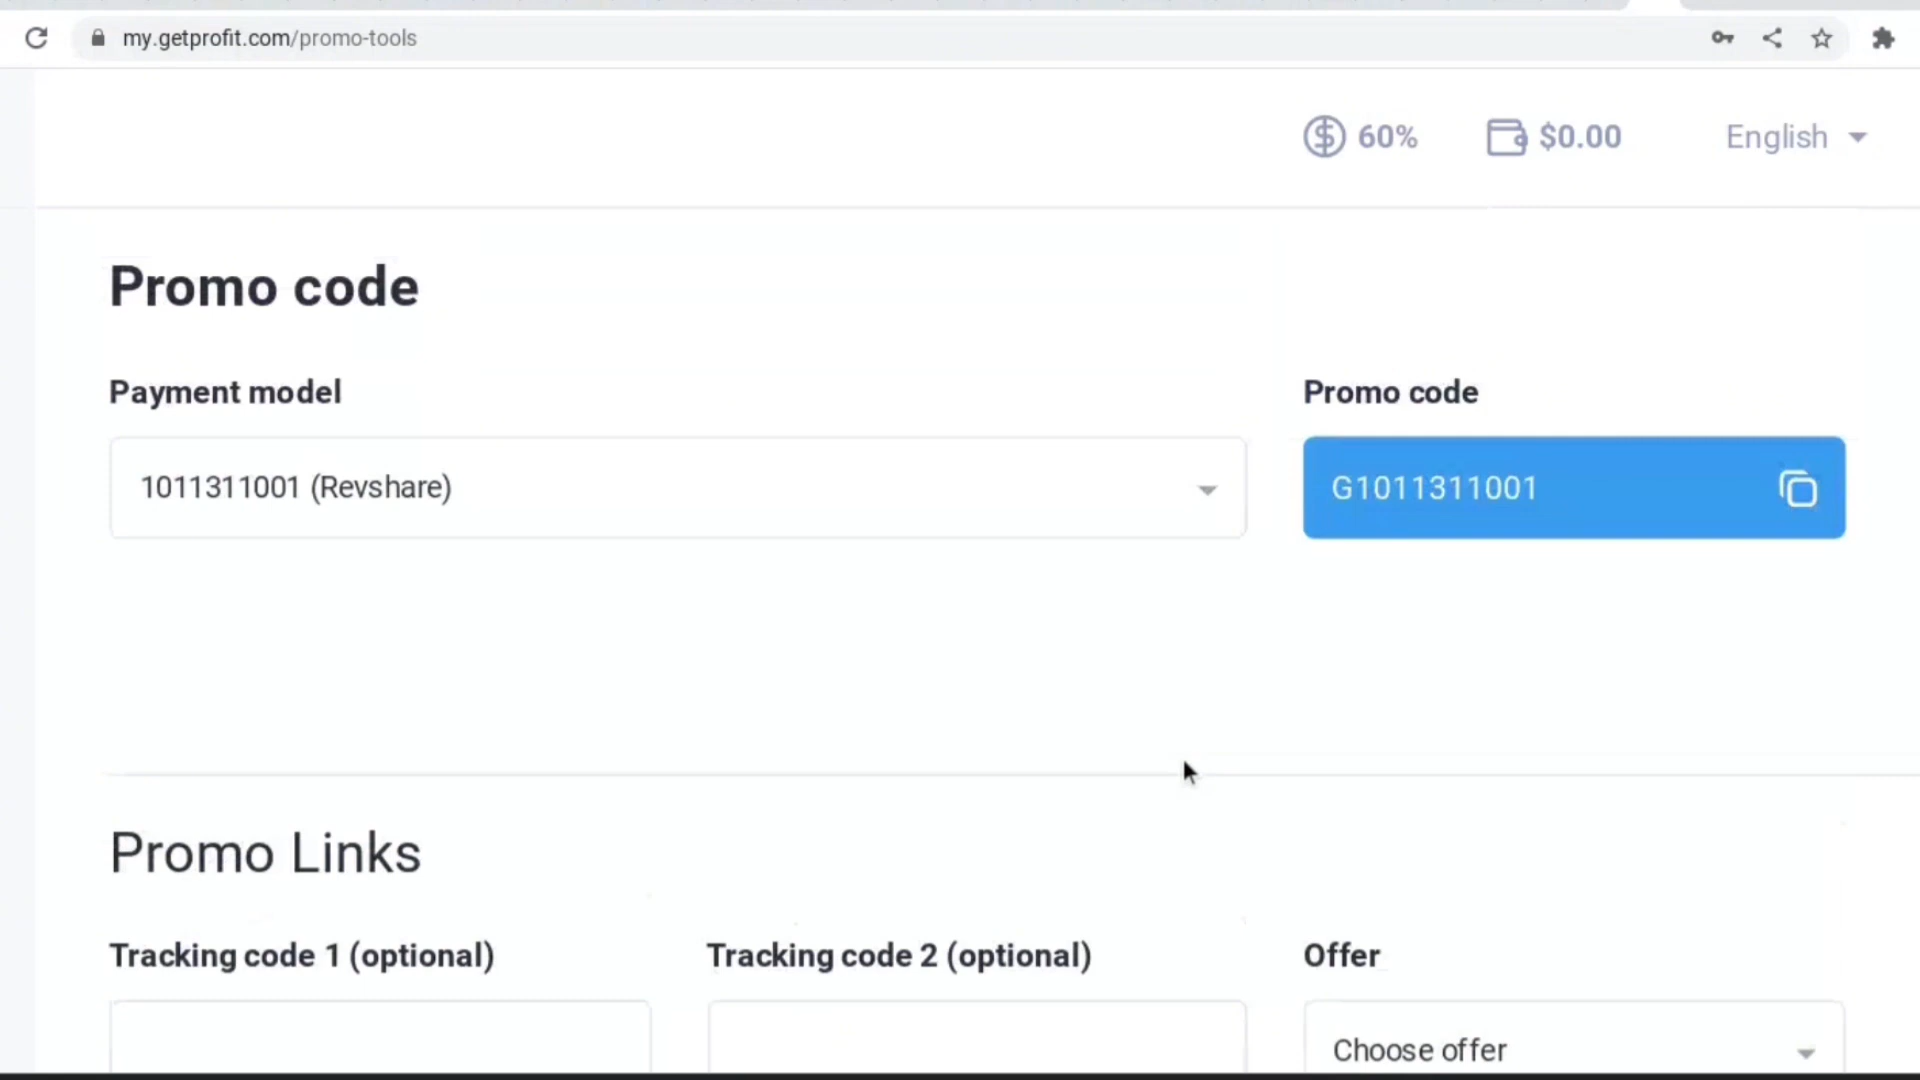 my.getprofit.com/promo-tools
60% $0.00 English
Promo code
Payment model Promo code
1011311001 (Revshare) G1011311001
Promo Links
Tracking code 1 (optional) Tracking code 2 (optional) Offer
Choose offer